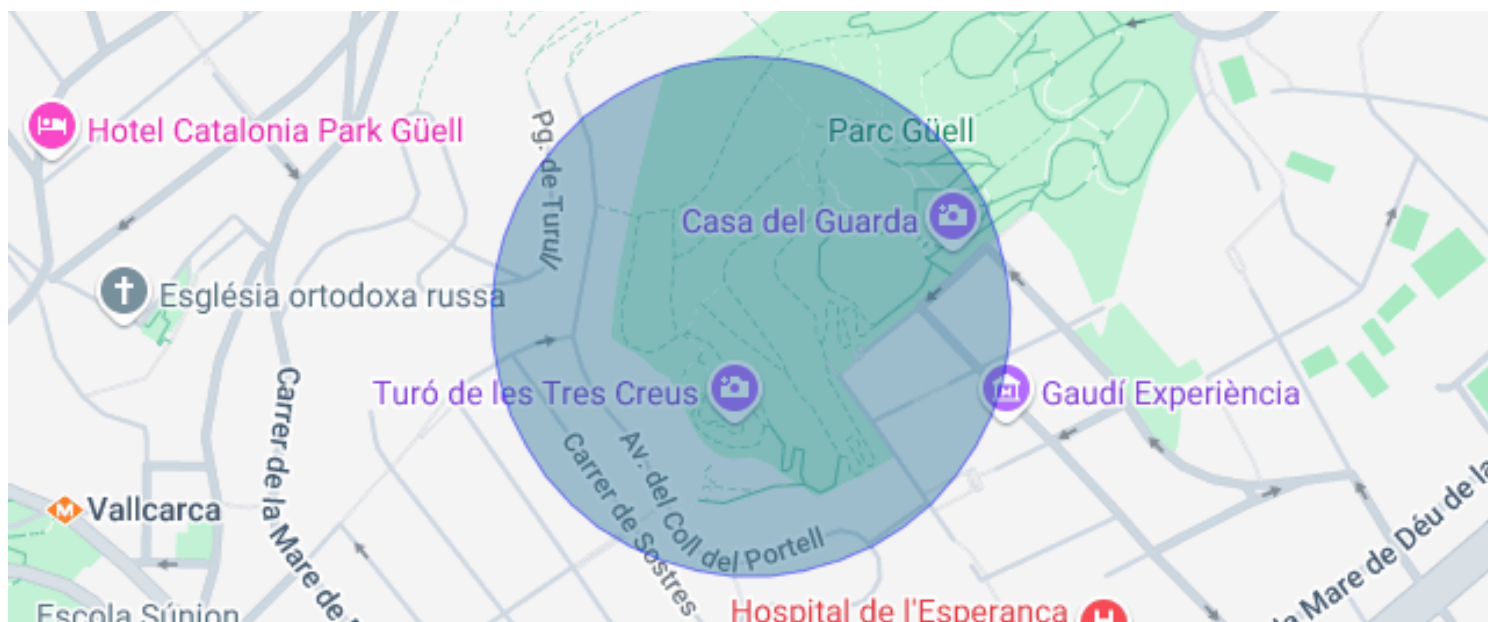 Hotel Catalonia Park Güell
Pg. de Turull
Parc Güell
Casa del Guarda
Església ortodoxa russa
Turó de les Tres Creus
Gaudí Experiència
Carrer de la Mare de
Av. del Coll del Portell
Carrer de Sostres
M
Vallcarca
la Mare de Déu de la
Escola Súnion
Hospital de l'Esperança
H